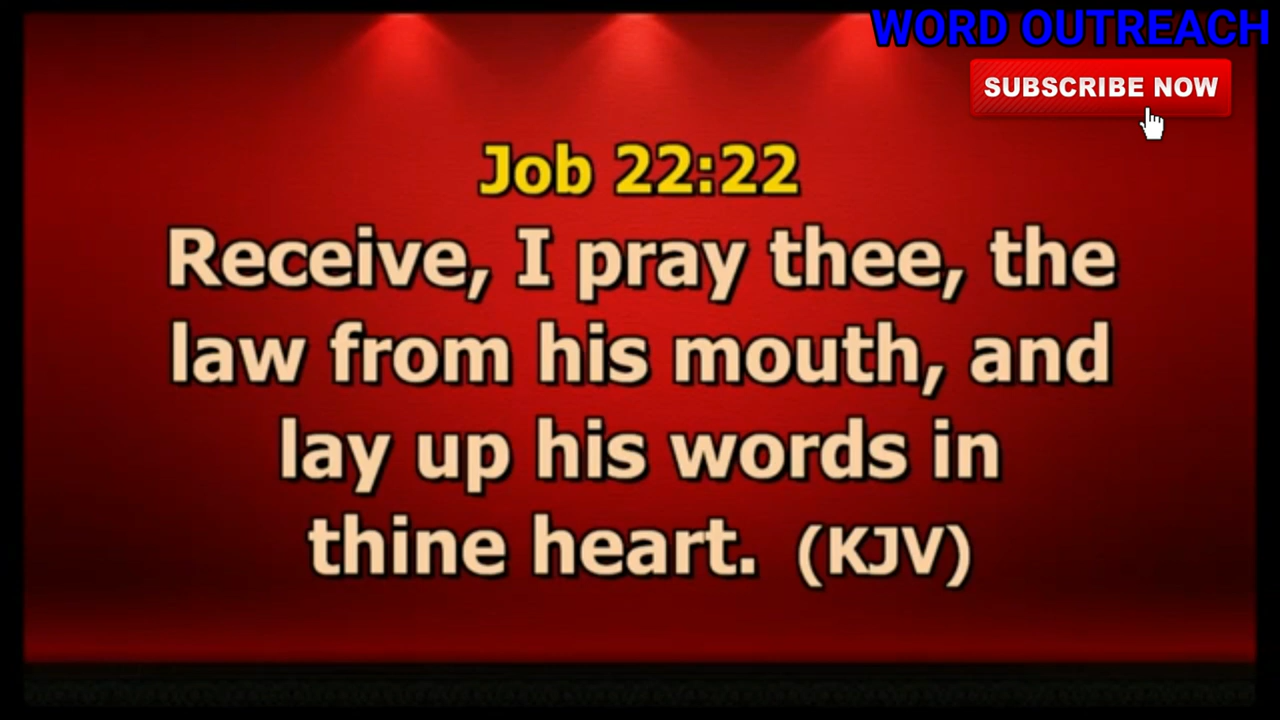 WORD OUTREACH
SUBSCRIBE NOW
Job 22:22
Receive, I pray thee, the
law from his mouth, and
lay up his words in
thine heart. (KJV)